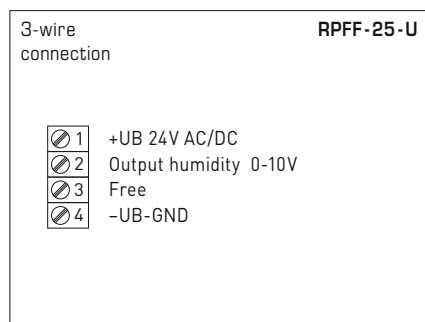 3-wire connection
RPFF-25-U
1 +UB 24V AC/DC
2 Output humidity 0-10V
3 Free
4 –UB-GND